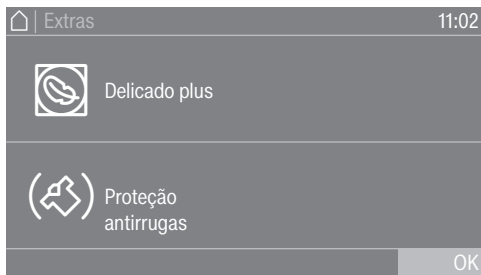 Extras
11:02
Delicado plus
Proteção
antirrugas
OK